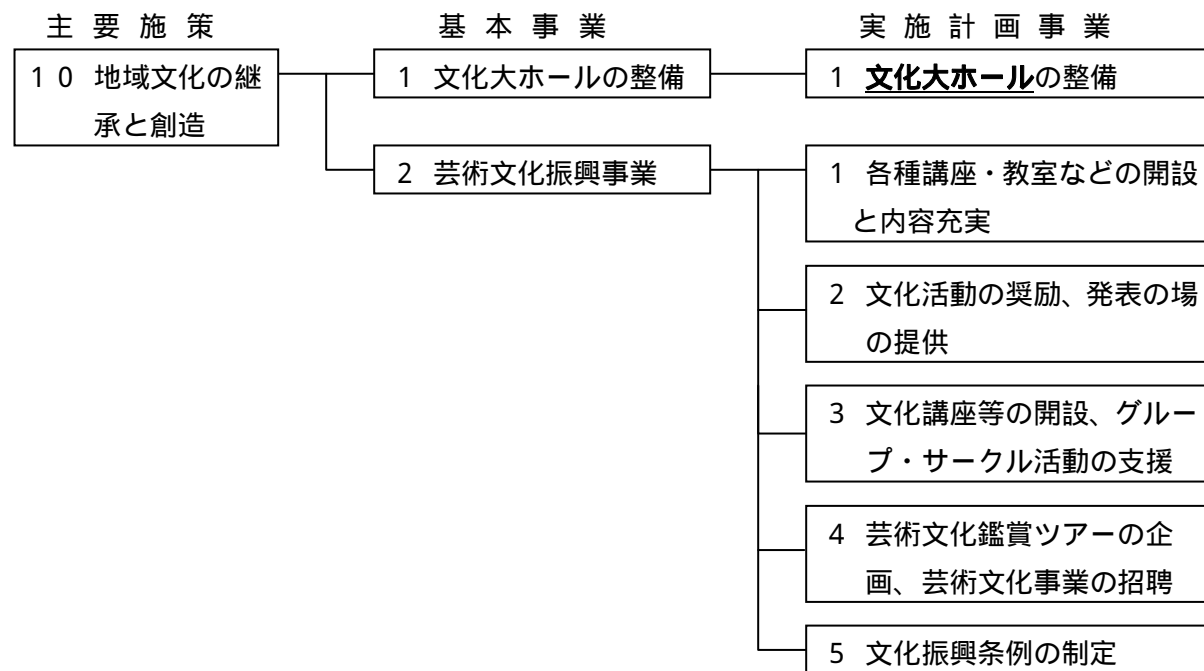 主要施策 基本事業 実施計画事業
10 地域文化の継
承と創造
1 文化大ホールの整備
1 文化大ホールの整備
2 芸術文化振興事業
1 各種講座・教室などの開設
と内容充実
2 文化活動の奨励、発表の場
の提供
3 文化講座等の開設、グルー
プ・サークル活動の支援
4 芸術文化鑑賞ツアーの企
画、芸術文化事業の招聘
5 文化振興条例の制定